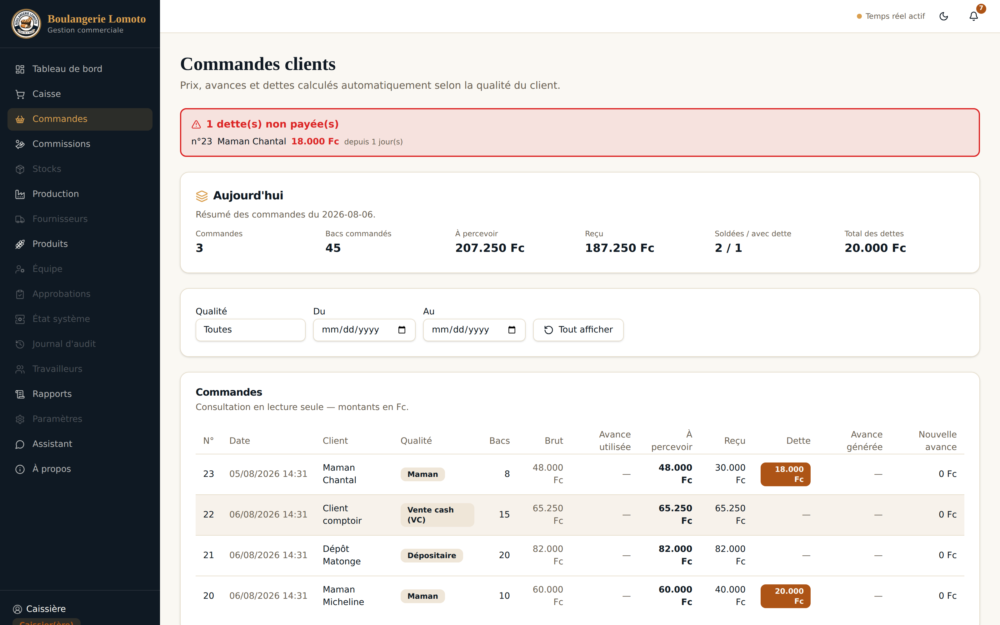 BOULANGERIE LOMOTO
Boulangerie Lomoto
Gestion commerciale
Tableau de bord
Caisse
Commandes
Commissions
Stocks
Production
Fournisseurs
Produits
Équipe
Approbations
État système
Journal d'audit
Travailleurs
Rapports
Paramètres
Assistant
À propos
Caissière
Caissier(ère)
Temps réel actif
7
Commandes clients
Prix, avances et dettes calculés automatiquement selon la qualité du client.
1 dette(s) non payée(s)
n°23 Maman Chantal 18.000 Fc depuis 1 jour(s)
Aujourd'hui
Résumé des commandes du 2026-08-06.
Commandes Bacs commandés À percevoir Reçu Soldées / avec dette Total des dettes
3 45 207.250 Fc 187.250 Fc 2 / 1 20.000 Fc
Qualité Du Au
Toutes mm/dd/yyyy mm/dd/yyyy Tout afficher
Commandes
Consultation en lecture seule — montants en Fc.
N° Date Client Qualité Bacs Brut Avance utilisée À percevoir Reçu Dette Avance générée Nouvelle avance
23 05/08/2026 14:31 Maman Chantal Maman 8 48.000 Fc — 48.000 Fc 30.000 Fc 18.000 Fc — 0 Fc
22 06/08/2026 14:31 Client comptoir Vente cash (VC) 15 65.250 Fc — 65.250 Fc 65.250 Fc — — 0 Fc
21 06/08/2026 14:31 Dépôt Matonge Dépositaire 20 82.000 Fc — 82.000 Fc 82.000 Fc — — 0 Fc
20 06/08/2026 14:31 Maman Micheline Maman 10 60.000 Fc — 60.000 Fc 40.000 Fc 20.000 Fc — 0 Fc